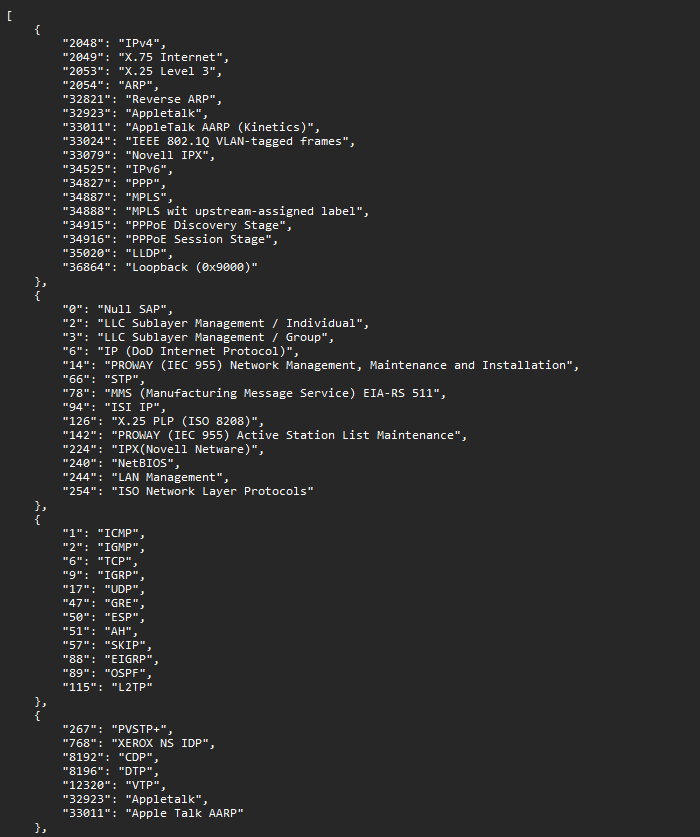 [
{
"2048": "IPv4",
"2049": "X.75 Internet",
"2053": "X.25 Level 3",
"2054": "ARP",
"32821": "Reverse ARP",
"32923": "Appletalk",
"33011": "AppleTalk AARP (Kinetics)",
"33024": "IEEE 802.1Q VLAN-tagged frames",
"33079": "Novell IPX",
"34525": "IPv6",
"34827": "PPP",
"34887": "MPLS",
"34888": "MPLS wit upstream-assigned label",
"34915": "PPPoE Discovery Stage",
"34916": "PPPoE Session Stage",
"35020": "LLDP",
"36864": "Loopback (0x9000)"
},
{
"0": "Null SAP",
"2": "LLC Sublayer Management / Individual",
"3": "LLC Sublayer Management / Group",
"6": "IP (DoD Internet Protocol)",
"14": "PROWAY (IEC 955) Network Management, Maintenance and Installation",
"66": "STP",
"78": "MMS (Manufacturing Message Service) EIA-RS 511",
"94": "ISI IP",
"126": "X.25 PLP (ISO 8208)",
"142": "PROWAY (IEC 955) Active Station List Maintenance",
"224": "IPX(Novell Netware)",
"240": "NetBIOS",
"244": "LAN Management",
"254": "ISO Network Layer Protocols"
},
{
"1": "ICMP",
"2": "IGMP",
"6": "TCP",
"9": "IGRP",
"17": "UDP",
"47": "GRE",
"50": "ESP",
"51": "AH",
"57": "SKIP",
"88": "EIGRP",
"89": "OSPF",
"115": "L2TP"
},
{
"267": "PVSTP+",
"768": "XEROX NS IDP",
"8192": "CDP",
"8196": "DTP",
"12320": "VTP",
"32923": "Appletalk",
"33011": "Apple Talk AARP"
},